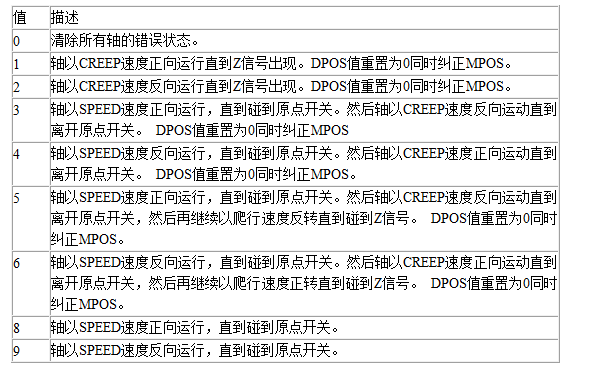 值 描述
0 清除所有轴的错误状态。
1 轴以CREEP速度正向运行直到Z信号出现。DPOS值重置为0同时纠正MPOS。
2 轴以CREEP速度反向运行直到Z信号出现。DPOS值重置为0同时纠正MPOS。
3 轴以SPEED速度正向运行，直到碰到原点开关。然后轴以CREEP速度反向运动直到
离开原点开关。 DPOS值重置为0同时纠正MPOS
4 轴以SPEED速度反向运行，直到碰到原点开关。然后轴以CREEP速度正向运动直到
离开原点开关。 DPOS值重置为0同时纠正MPOS。
5 轴以SPEED速度正向运行，直到碰到原点开关。然后轴以CREEP速度反向运动直到
离开原点开关，然后再继续以爬行速度反转直到碰到Z信号。 DPOS值重置为0同时
纠正MPOS。
6 轴以SPEED速度反向运行，直到碰到原点开关。然后轴以CREEP速度正向运动直到
离开原点开关，然后再继续以爬行速度正转直到碰到Z信号。 DPOS值重置为0同时
纠正MPOS。
8 轴以SPEED速度正向运行，直到碰到原点开关。
9 轴以SPEED速度反向运行，直到碰到原点开关。